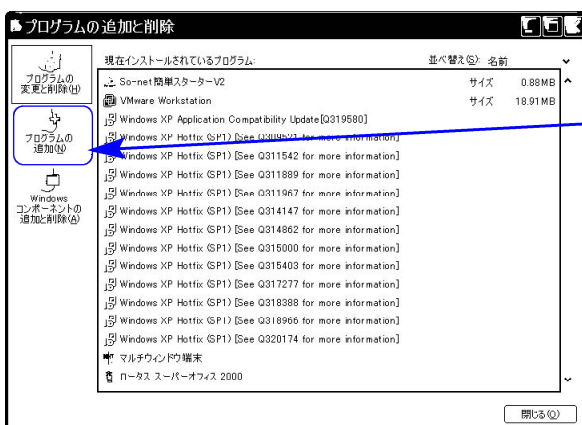 プログラムの追加と削除
プログラムの
変更と削除(H)
プログラムの
追加(N)
Windows
コンポーネントの
追加と削除(A)
現在インストールされているプログラム:
並べ替え(S): 名前
So-net 簡単スターターV2 サイズ 0.88MB
VMware Workstation サイズ 18.91MB
Windows XP Application Compatibility Update[Q319580]
Windows XP Hotfix (SP1) [See Q309521 for more information]
Windows XP Hotfix (SP1) [See Q311542 for more information]
Windows XP Hotfix (SP1) [See Q311889 for more information]
Windows XP Hotfix (SP1) [See Q311967 for more information]
Windows XP Hotfix (SP1) [See Q314147 for more information]
Windows XP Hotfix (SP1) [See Q314862 for more information]
Windows XP Hotfix (SP1) [See Q315000 for more information]
Windows XP Hotfix (SP1) [See Q315403 for more information]
Windows XP Hotfix (SP1) [See Q317277 for more information]
Windows XP Hotfix (SP1) [See Q318388 for more information]
Windows XP Hotfix (SP1) [See Q318966 for more information]
Windows XP Hotfix (SP1) [See Q320174 for more information]
マルチウィンドウ端末
ロータス スーパーオフィス 2000
閉じる(O)